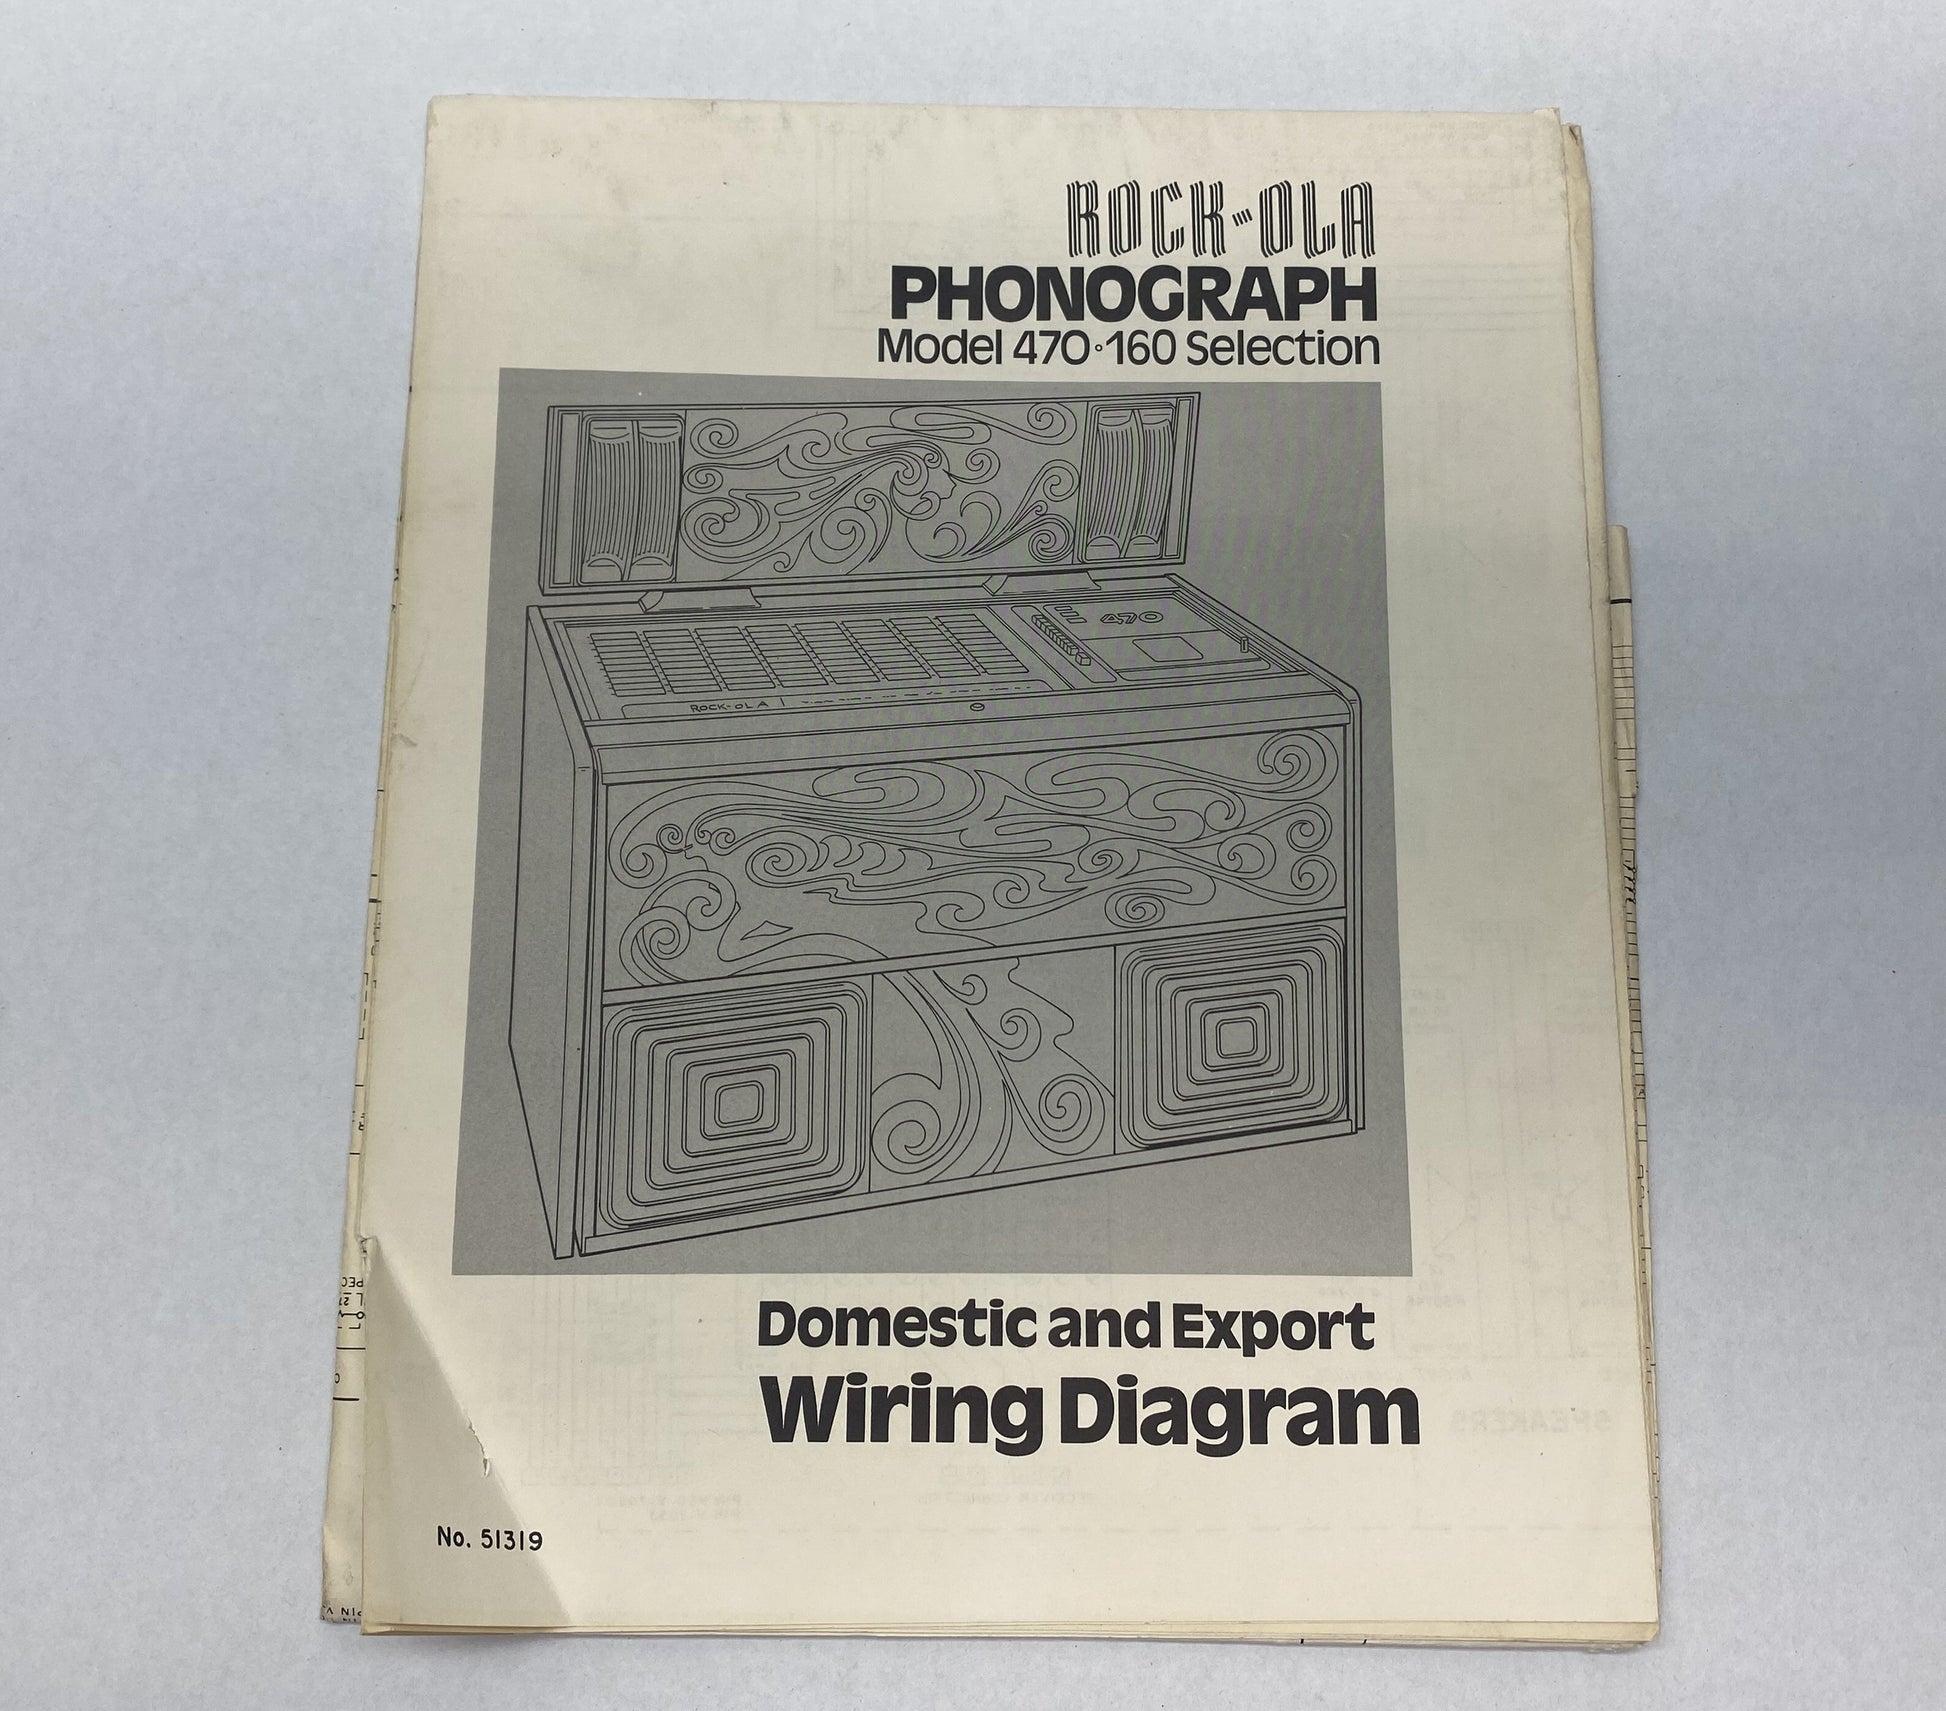 ROCK-OLA
PHONOGRAPH
Model 470•160 Selection
470
ROCK-OLA
Domestic and Export
Wiring Diagram
No. 51319